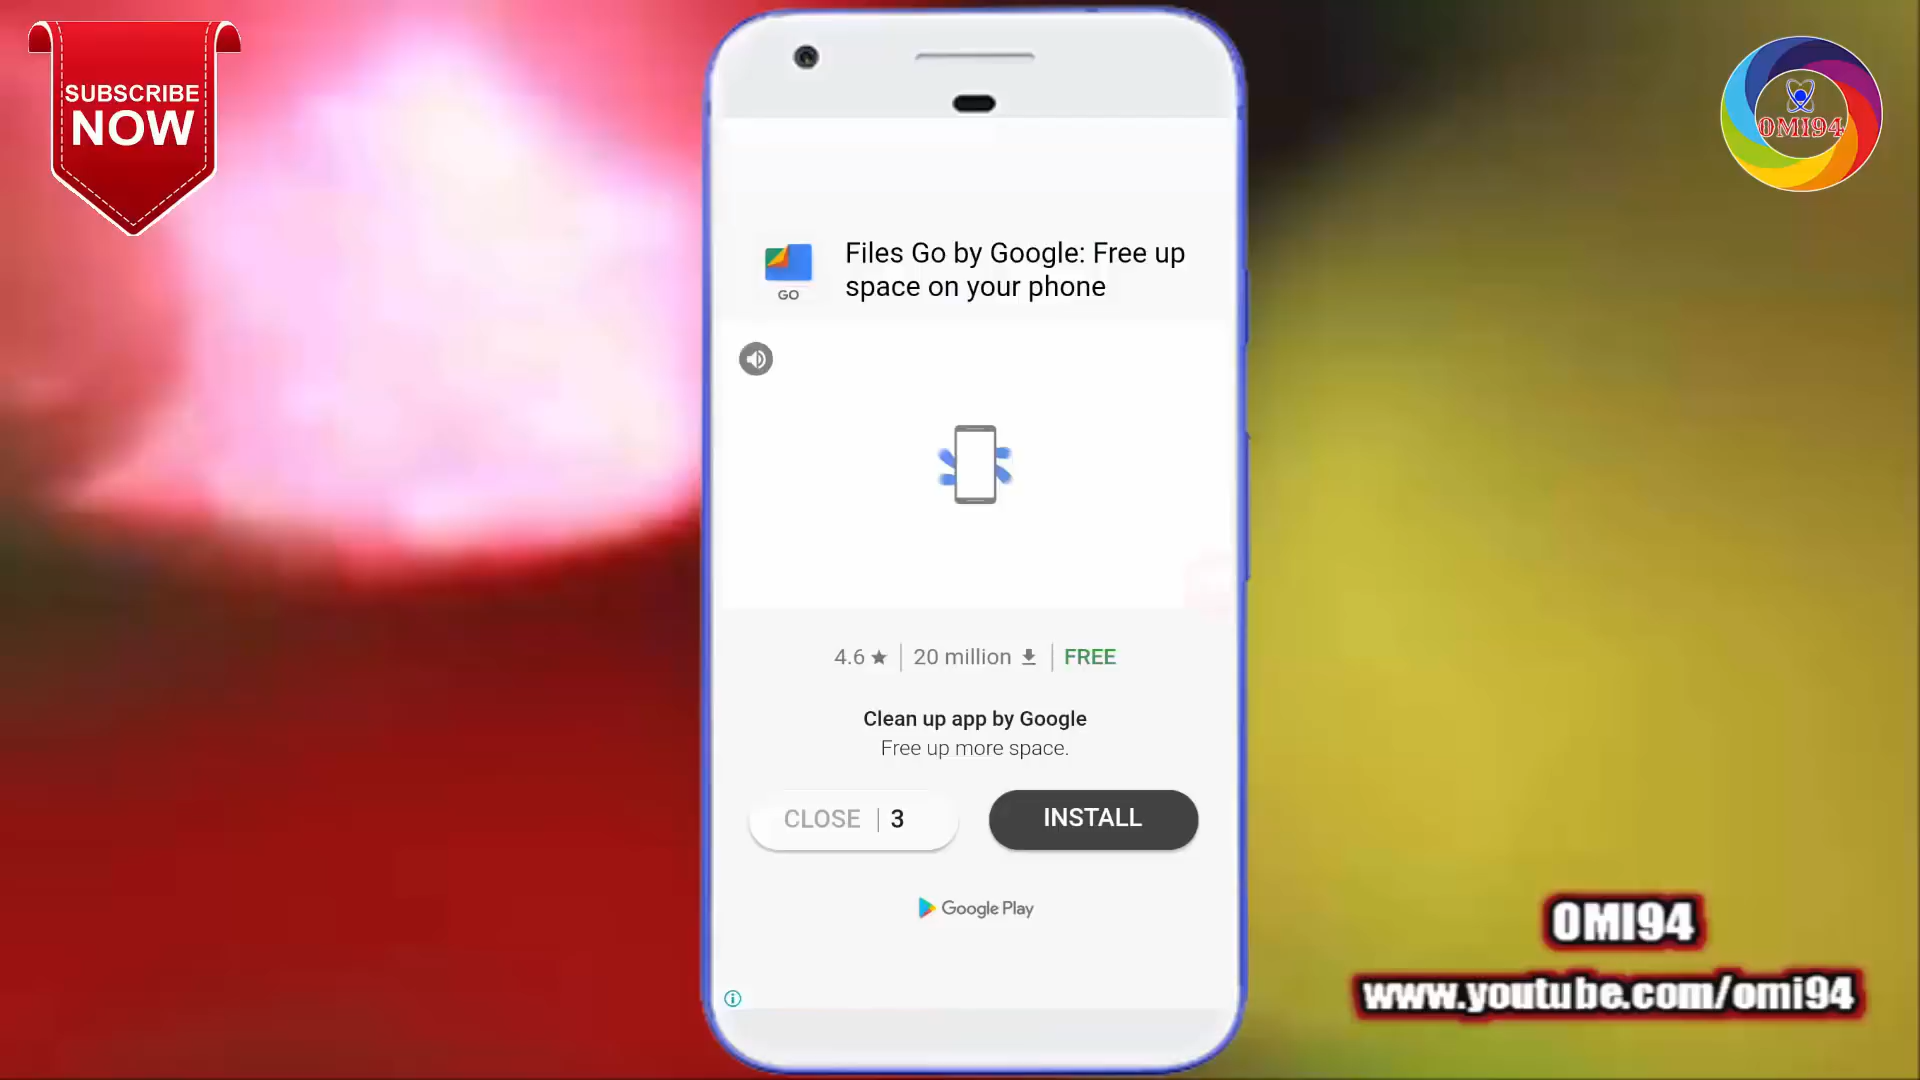 SUBSCRIBE
NOW
OMI94
Files Go by Google: Free up
space on your phone
GO
4.6 ★ | 20 million | FREE
Clean up app by Google
Free up more space.
CLOSE | 3
INSTALL
Google Play
OMI94
www.youtube.com/omi94